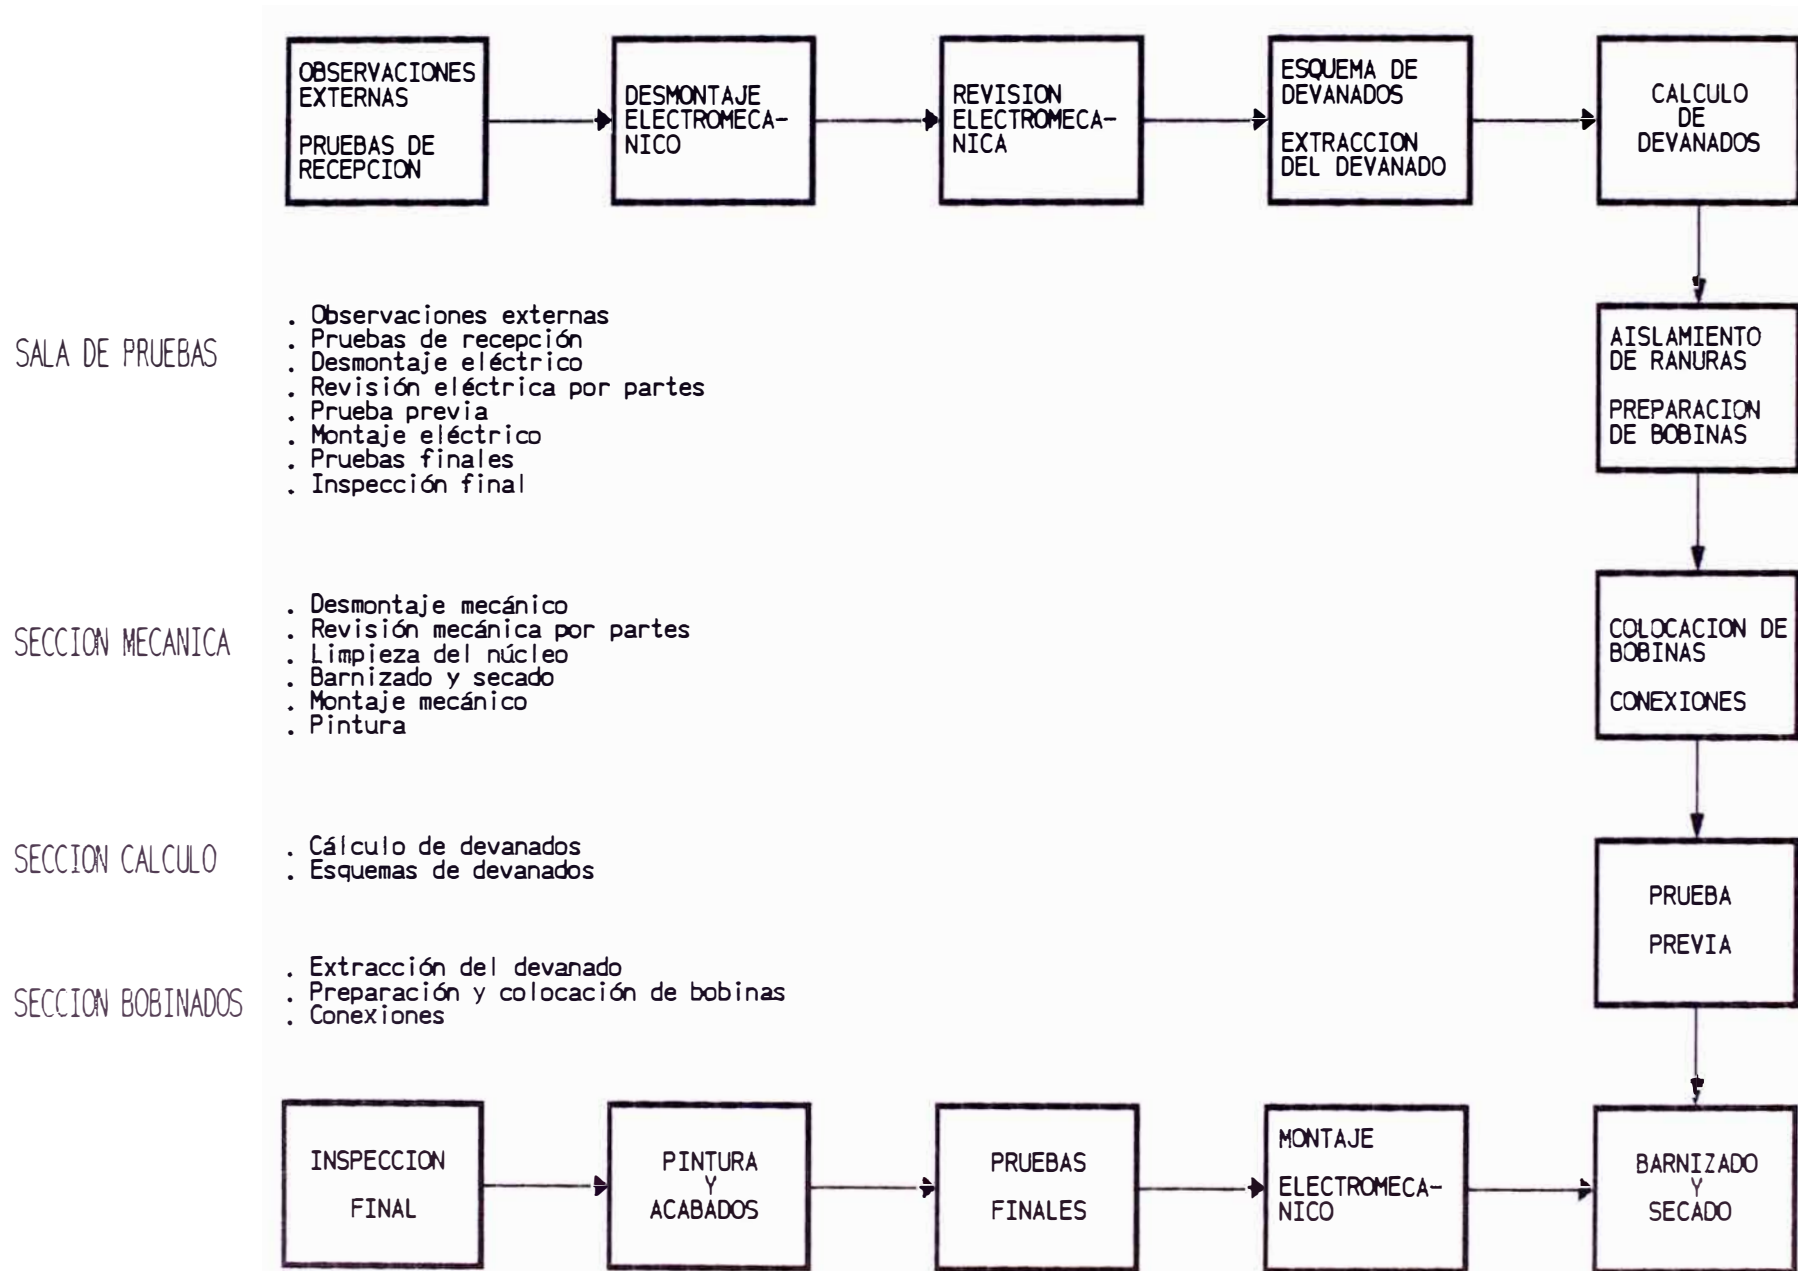 OBSERVACIONES
EXTERNAS
PRUEBAS DE
RECEPCION
DESMONTAJE
ELECTROMECA-
NICO
REVISION
ELECTROMECA-
NICA
ESQUEMA DE
DEVANADOS
EXTRACCION
DEL DEVANADO
CALCULO
DE
DEVANADOS
SALA DE PRUEBAS
. Observaciones externas
. Pruebas de recepción
. Desmontaje eléctrico
. Revisión eléctrica por partes
. Prueba previa
. Montaje eléctrico
. Pruebas finales
. Inspección final
AISLAMIENTO
DE RANURAS
PREPARACION
DE BOBINAS
SECCION MECANICA
. Desmontaje mecánico
. Revisión mecánica por partes
. Limpieza del núcleo
. Barnizado y secado
. Montaje mecánico
. Pintura
COLOCACION DE
BOBINAS
CONEXIONES
SECCION CALCULO
. Cálculo de devanados
. Esquemas de devanados
PRUEBA
PREVIA
SECCION BOBINADOS
. Extracción del devanado
. Preparación y colocación de bobinas
. Conexiones
INSPECCION
FINAL
PINTURA
Y
ACABADOS
PRUEBAS
FINALES
MONTAJE
ELECTROMECA-
NICO
BARNIZADO
Y
SECADO